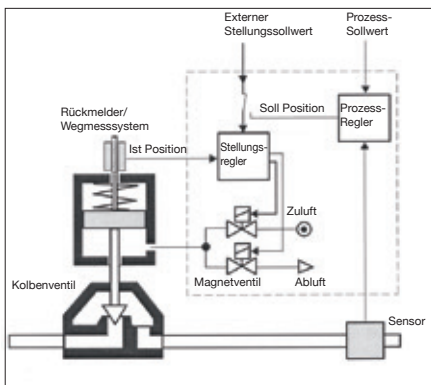 Externer
Stellungssollwert
Prozess-
Sollwert
Rückmelder/
Wegmesssystem
Soll Position
Prozess-
Regler
Ist Position
Stellungs-
regler
Zuluft
Kolbenventil
Magnetventil
Abluft
Sensor